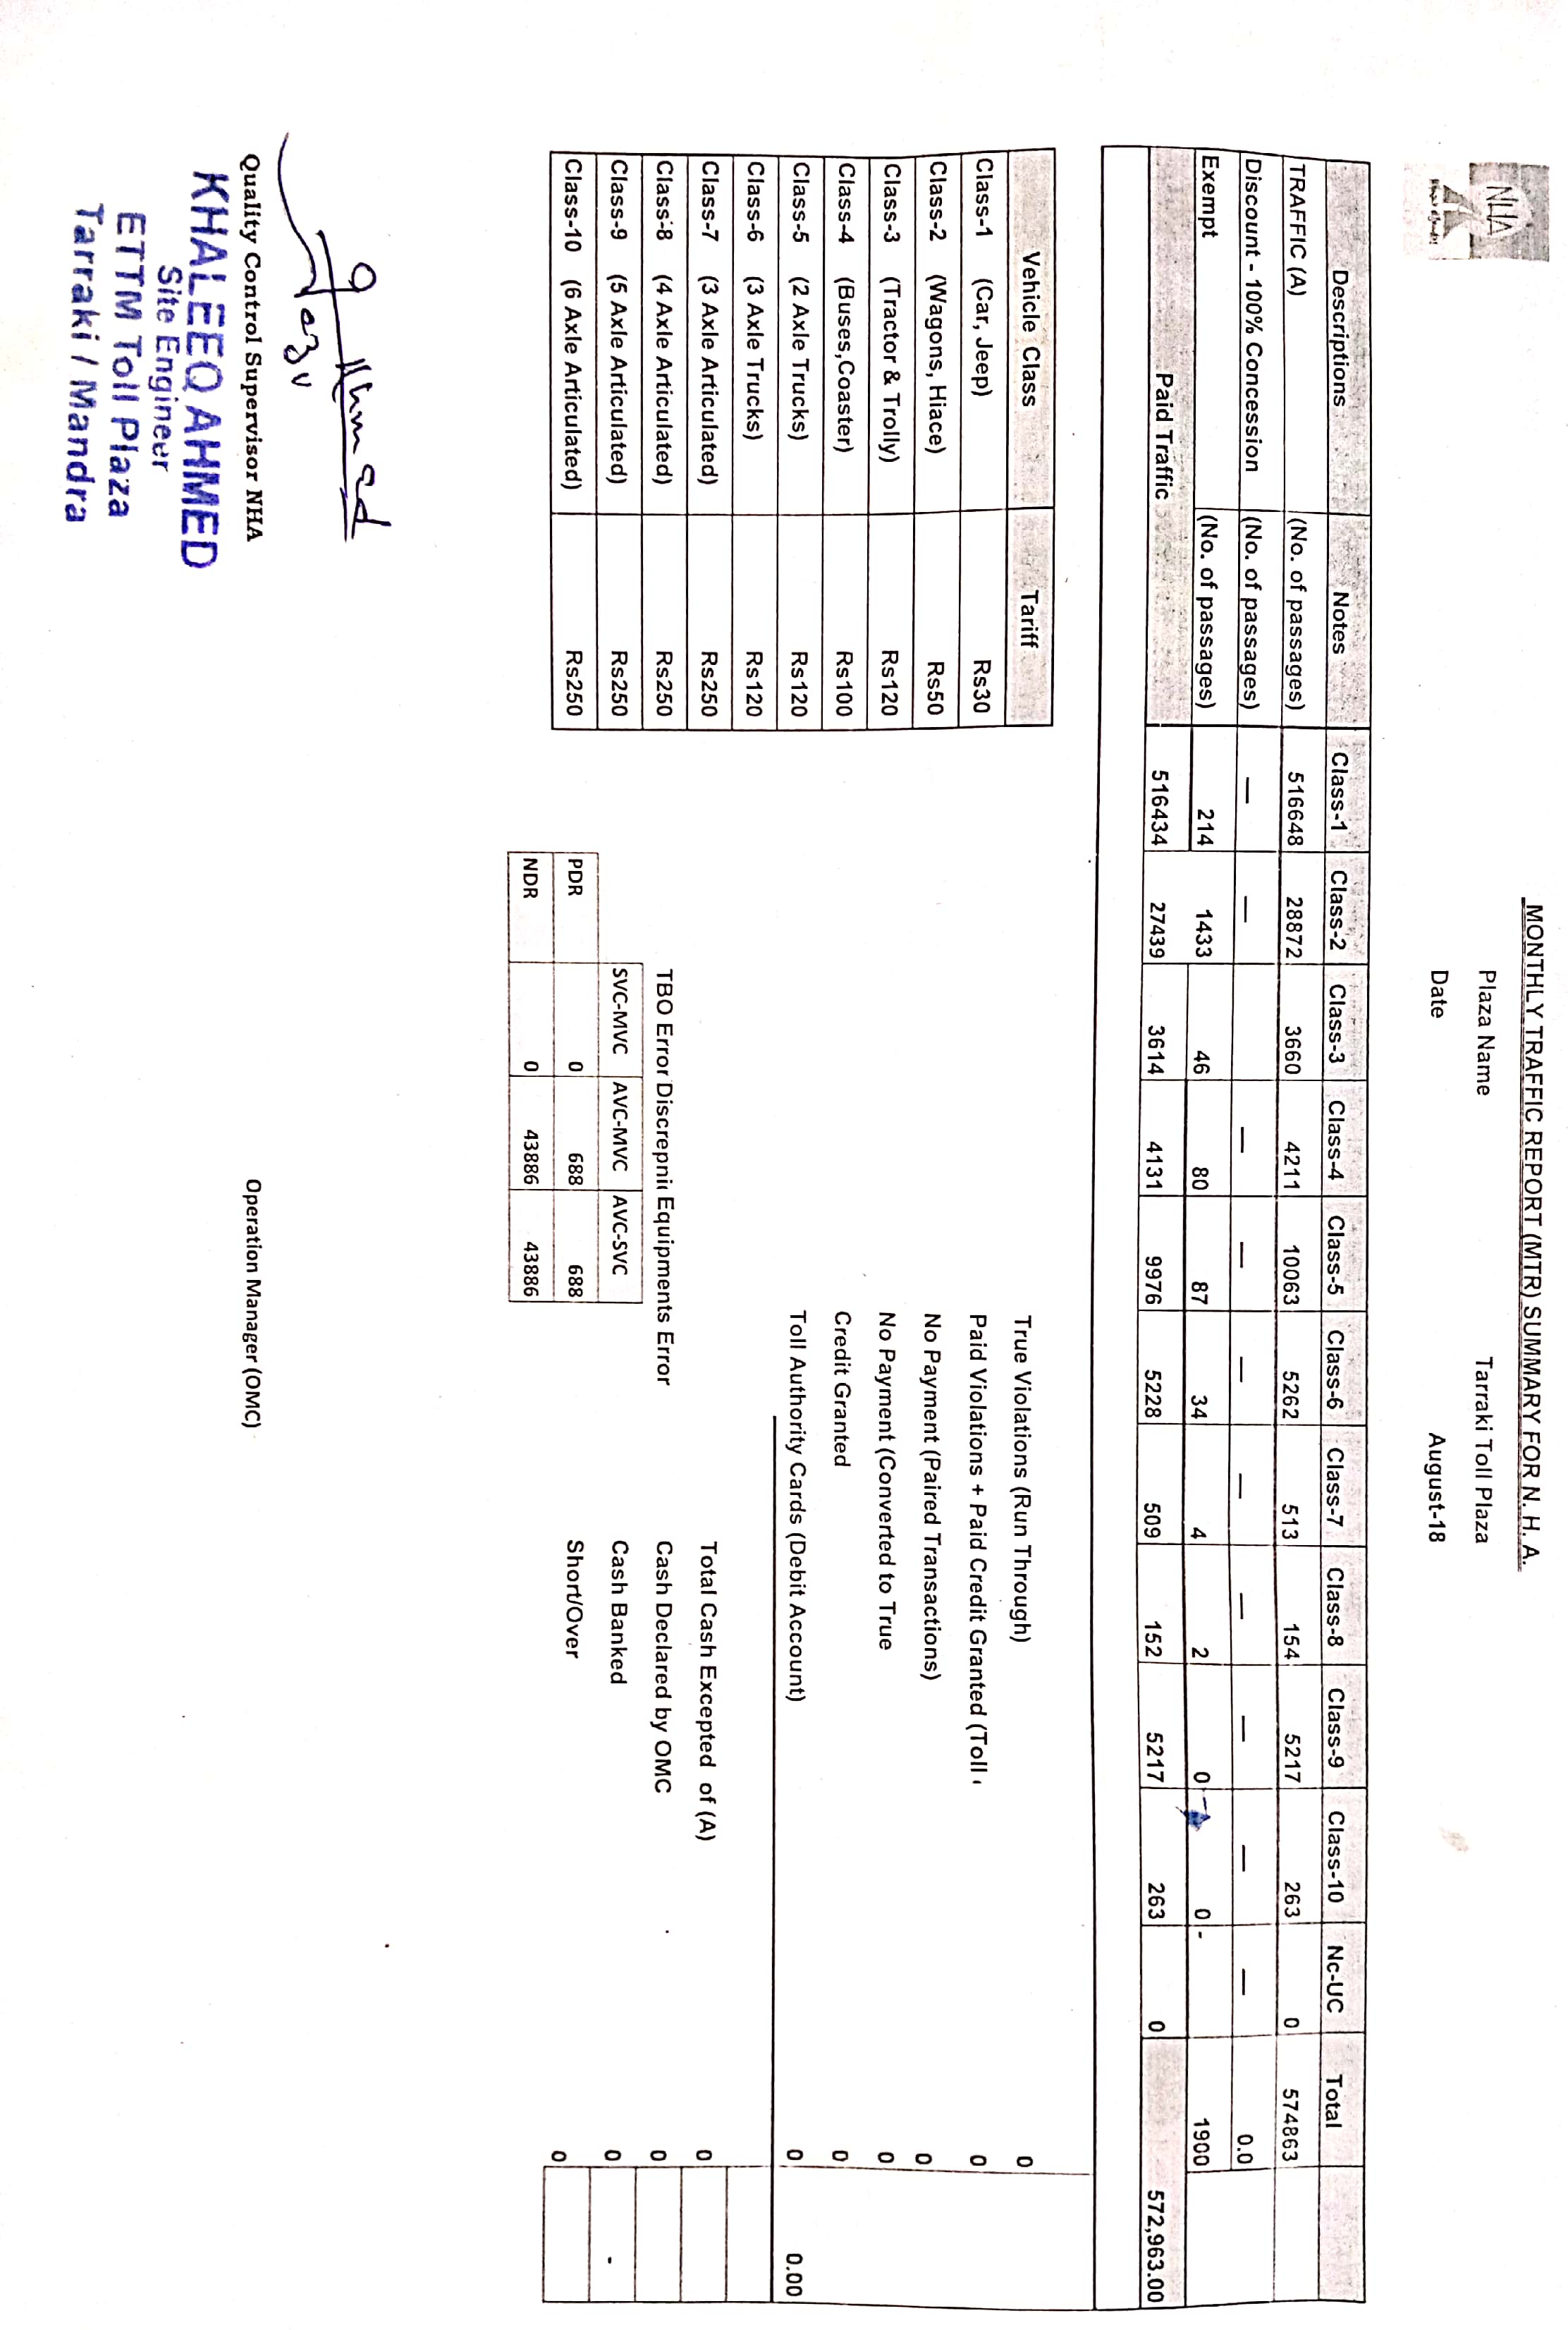 NHA
MONTHLY TRAFFIC REPORT (MTR) SUMMARY FOR N. H. A.
Plaza Name Tarraki Toll Plaza
Date August-18
Descriptions Notes Class-1 Class-2 Class-3 Class-4 Class-5 Class-6 Class-7 Class-8 Class-9 Class-10 Nc-UC Total
TRAFFIC (A) (No. of passages) 516648 28872 3660 4211 10063 5262 513 154 5217 263 0 574863
Discount - 100% Concession (No. of passages) — — — — — — — — — — 0.0
Exempt (No. of passages) 214 1433 46 80 87 34 4 2 0 0 - 1900
Paid Traffic 516434 27439 3614 4131 9976 5228 509 152 5217 263 0 572,963.00
Vehicle Class Tariff
Class-1 (Car, Jeep) Rs30
Class-2 (Wagons, Hiace) Rs50
Class-3 (Tractor & Trolly) Rs120
Class-4 (Buses,Coaster) Rs100
Class-5 (2 Axle Trucks) Rs120
Class-6 (3 Axle Trucks) Rs120
Class-7 (3 Axle Articulated) Rs250
Class-8 (4 Axle Articulated) Rs250
Class-9 (5 Axle Articulated) Rs250
Class-10 (6 Axle Articulated) Rs250
True Violations (Run Through) 0
Paid Violations + Paid Credit Granted (Toll 0
No Payment (Paired Transactions) 0
No Payment (Converted to True 0
Credit Granted 0
Toll Authority Cards (Debit Account) 0 0.00
Total Cash Excepted of (A) 0
Cash Declared by OMC 0
Cash Banked 0 -
Short/Over 0
TBO Error Discrepnii Equipments Error
SVC-MVC AVC-MVC AVC-SVC
PDR 0 688 688
NDR 0 43886 43886
Quality Control Supervisor NHA
Operation Manager (OMC)
KHALEEQ AHMED
Site Engineer
ETTM Toll Plaza
Tarraki / Mandra